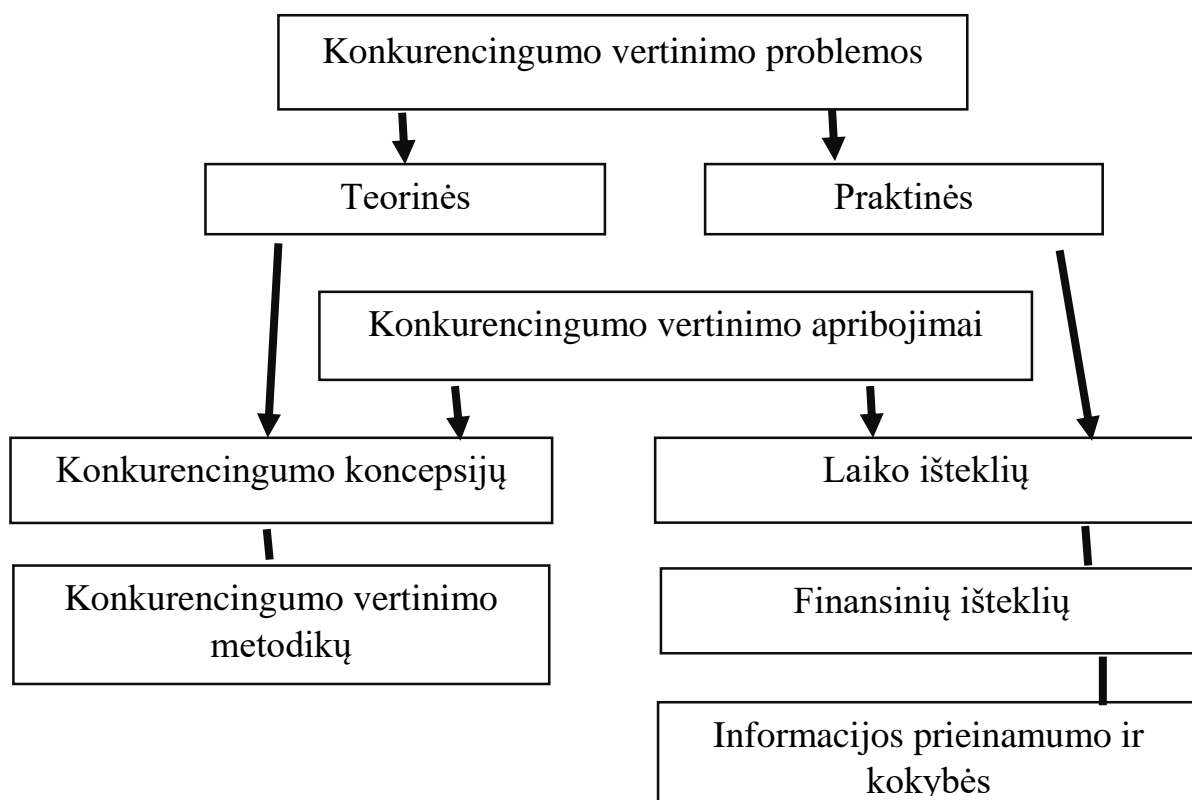 Konkurencingumo vertinimo problemos
Teorinės
Praktinės
Konkurencingumo vertinimo apribojimai
Konkurencingumo koncepsijų
Laiko išteklių
Konkurencingumo vertinimo
metodikų
Finansinių išteklių
Informacijos prieinamumo ir
kokybės